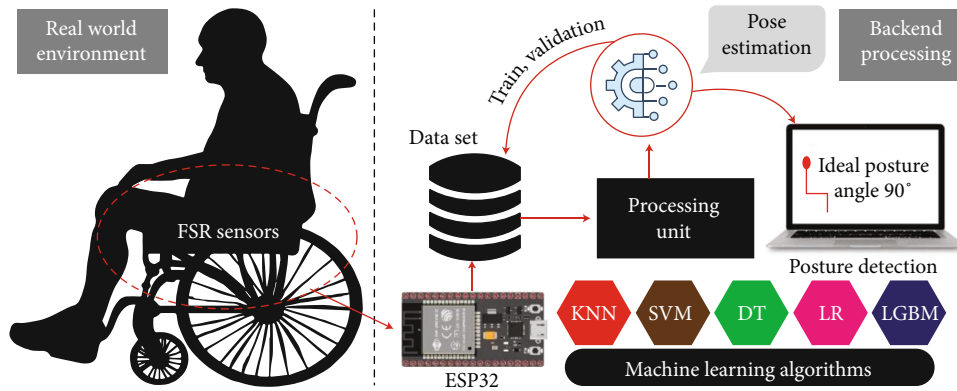 Real world
environment
FSR sensors
Train, validation
Pose
estimation
Backend
processing
Data set
Processing
unit
Ideal posture
angle 90°
Posture detection
KNN
SVM
DT
LR
LGBM
Machine learning algorithms
ESP32